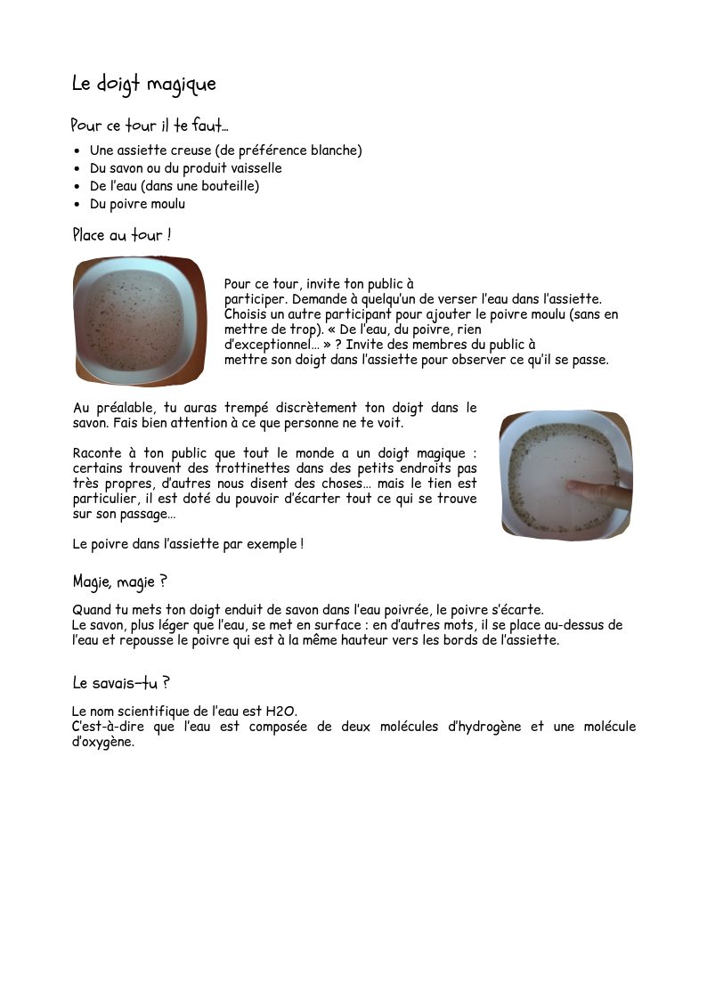 Le doigt magique
Pour ce tour il te faut...
• Une assiette creuse (de préférence blanche)
• Du savon ou du produit vaisselle
• De l'eau (dans une bouteille)
• Du poivre moulu
Place au tour !
Pour ce tour, invite ton public à
participer. Demande à quelqu'un de verser l'eau dans l'assiette.
Choisis un autre participant pour ajouter le poivre moulu (sans en
mettre de trop). « De l'eau, du poivre, rien
d'exceptionnel... » ? Invite des membres du public à
mettre son doigt dans l'assiette pour observer ce qu'il se passe.
Au préalable, tu auras trempé discrètement ton doigt dans le
savon. Fais bien attention à ce que personne ne te voit.
Raconte à ton public que tout le monde a un doigt magique :
certains trouvent des trottinettes dans des petits endroits pas
très propres, d'autres nous disent des choses... mais le tien est
particulier, il est doté du pouvoir d'écarter tout ce qui se trouve
sur son passage...
Le poivre dans l'assiette par exemple !
Magie, magie ?
Quand tu mets ton doigt enduit de savon dans l'eau poivrée, le poivre s'écarte.
Le savon, plus léger que l'eau, se met en surface : en d'autres mots, il se place au-dessus de
l'eau et repousse le poivre qui est à la même hauteur vers les bords de l'assiette.
Le savais-tu ?
Le nom scientifique de l'eau est H2O.
C'est-à-dire que l'eau est composée de deux molécules d'hydrogène et une molécule
d'oxygène.